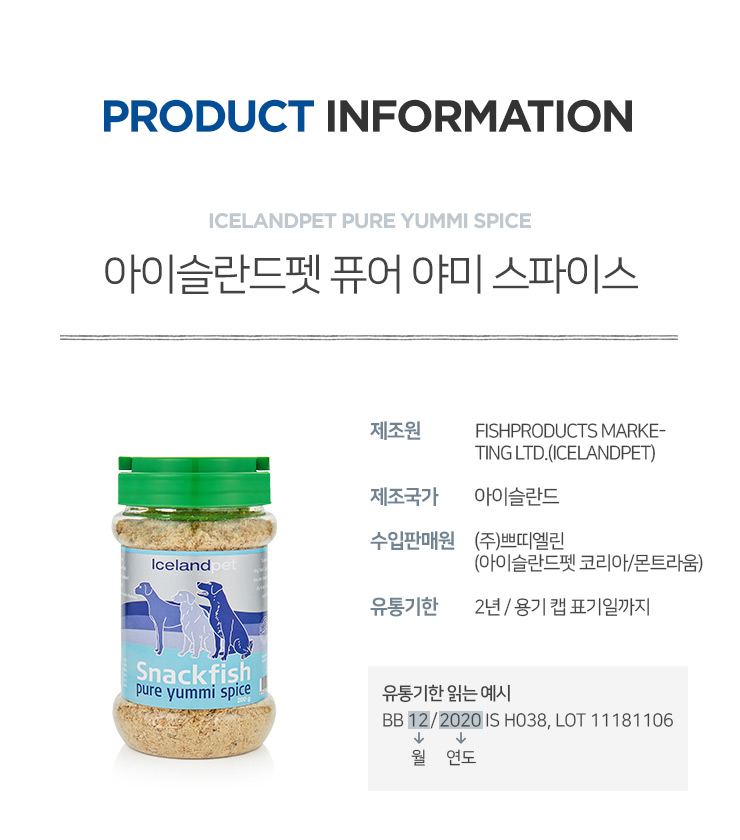 PRODUCT INFORMATION
ICELANDPET PURE YUMMI SPICE
아이슬란드펫 퓨어 야미 스파이스
제조원 FISHPRODUCTS MARKE-
TING LTD.(ICELANDPET)
제조국가 아이슬란드
수입판매원 (주)쁘띠엘린
(아이슬란드펫 코리아/몬트라움)
유통기한 2년 / 용기 캡 표기일까지
Icelandpet
Snackfish
pure yummi spice
유통기한 읽는 예시
BB 12/2020 IS H038, LOT 11181106
월 연도